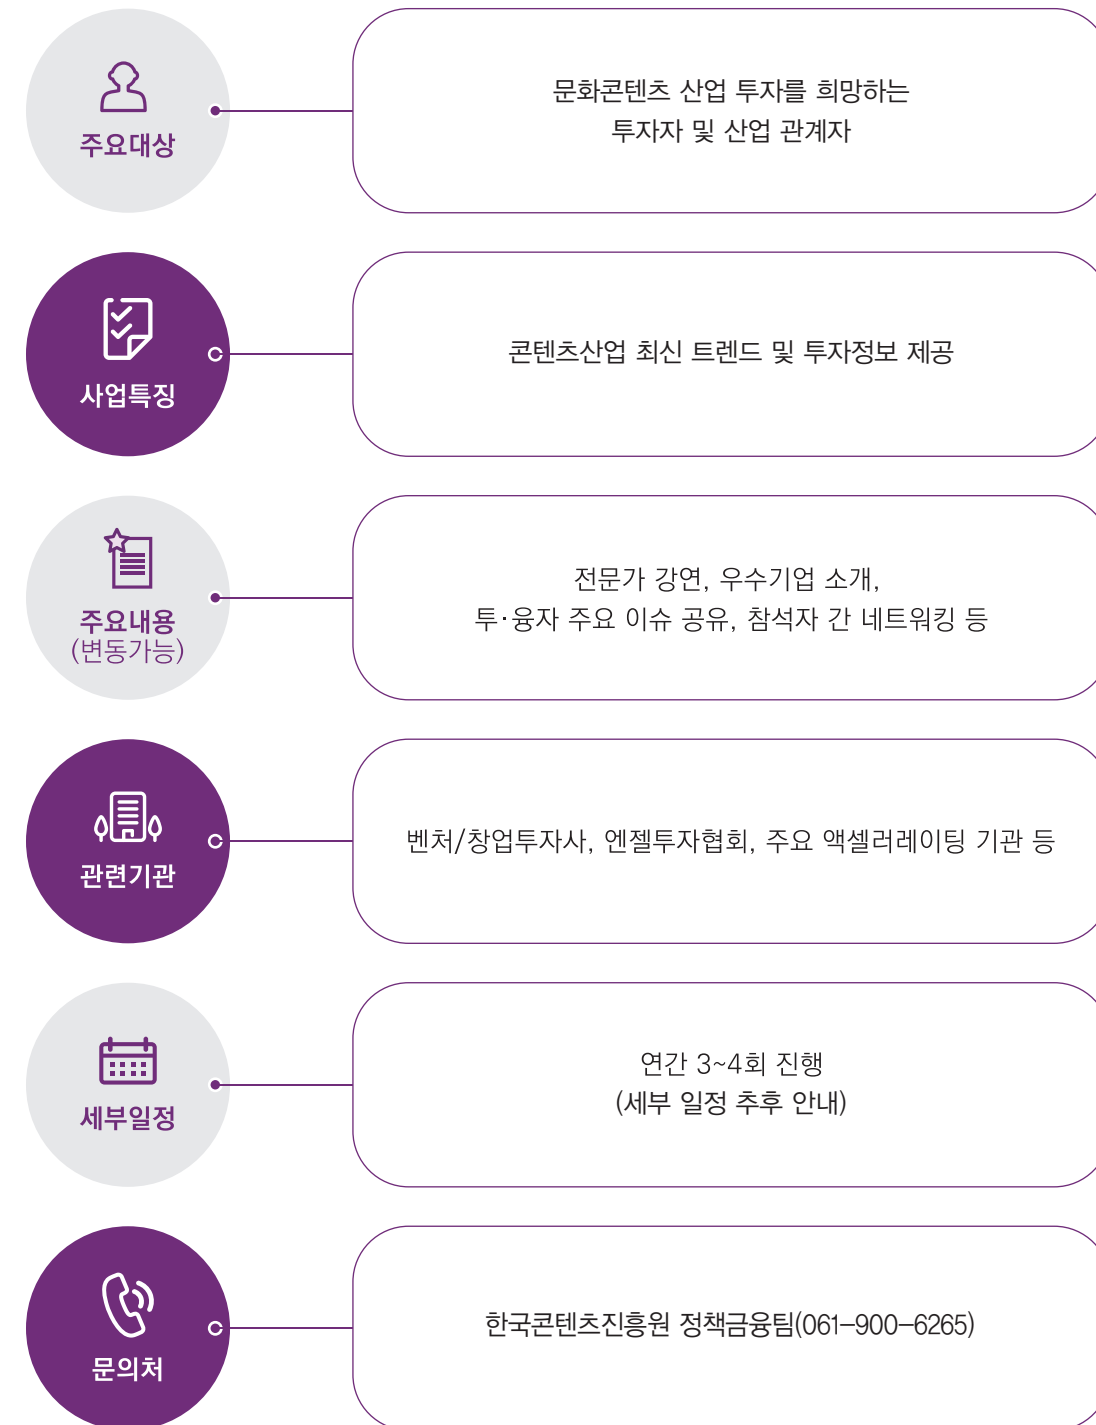 주요대상
문화콘텐츠 산업 투자를 희망하는
투자자 및 산업 관계자
사업특징
콘텐츠산업 최신 트렌드 및 투자정보 제공
주요내용
(변동가능)
전문가 강연, 우수기업 소개,
투·융자 주요 이슈 공유, 참석자 간 네트워킹 등
관련기관
벤처/창업투자사, 엔젤투자협회, 주요 액셀러레이팅 기관 등
세부일정
연간 3~4회 진행
(세부 일정 추후 안내)
문의처
한국콘텐츠진흥원 정책금융팀(061-900-6265)